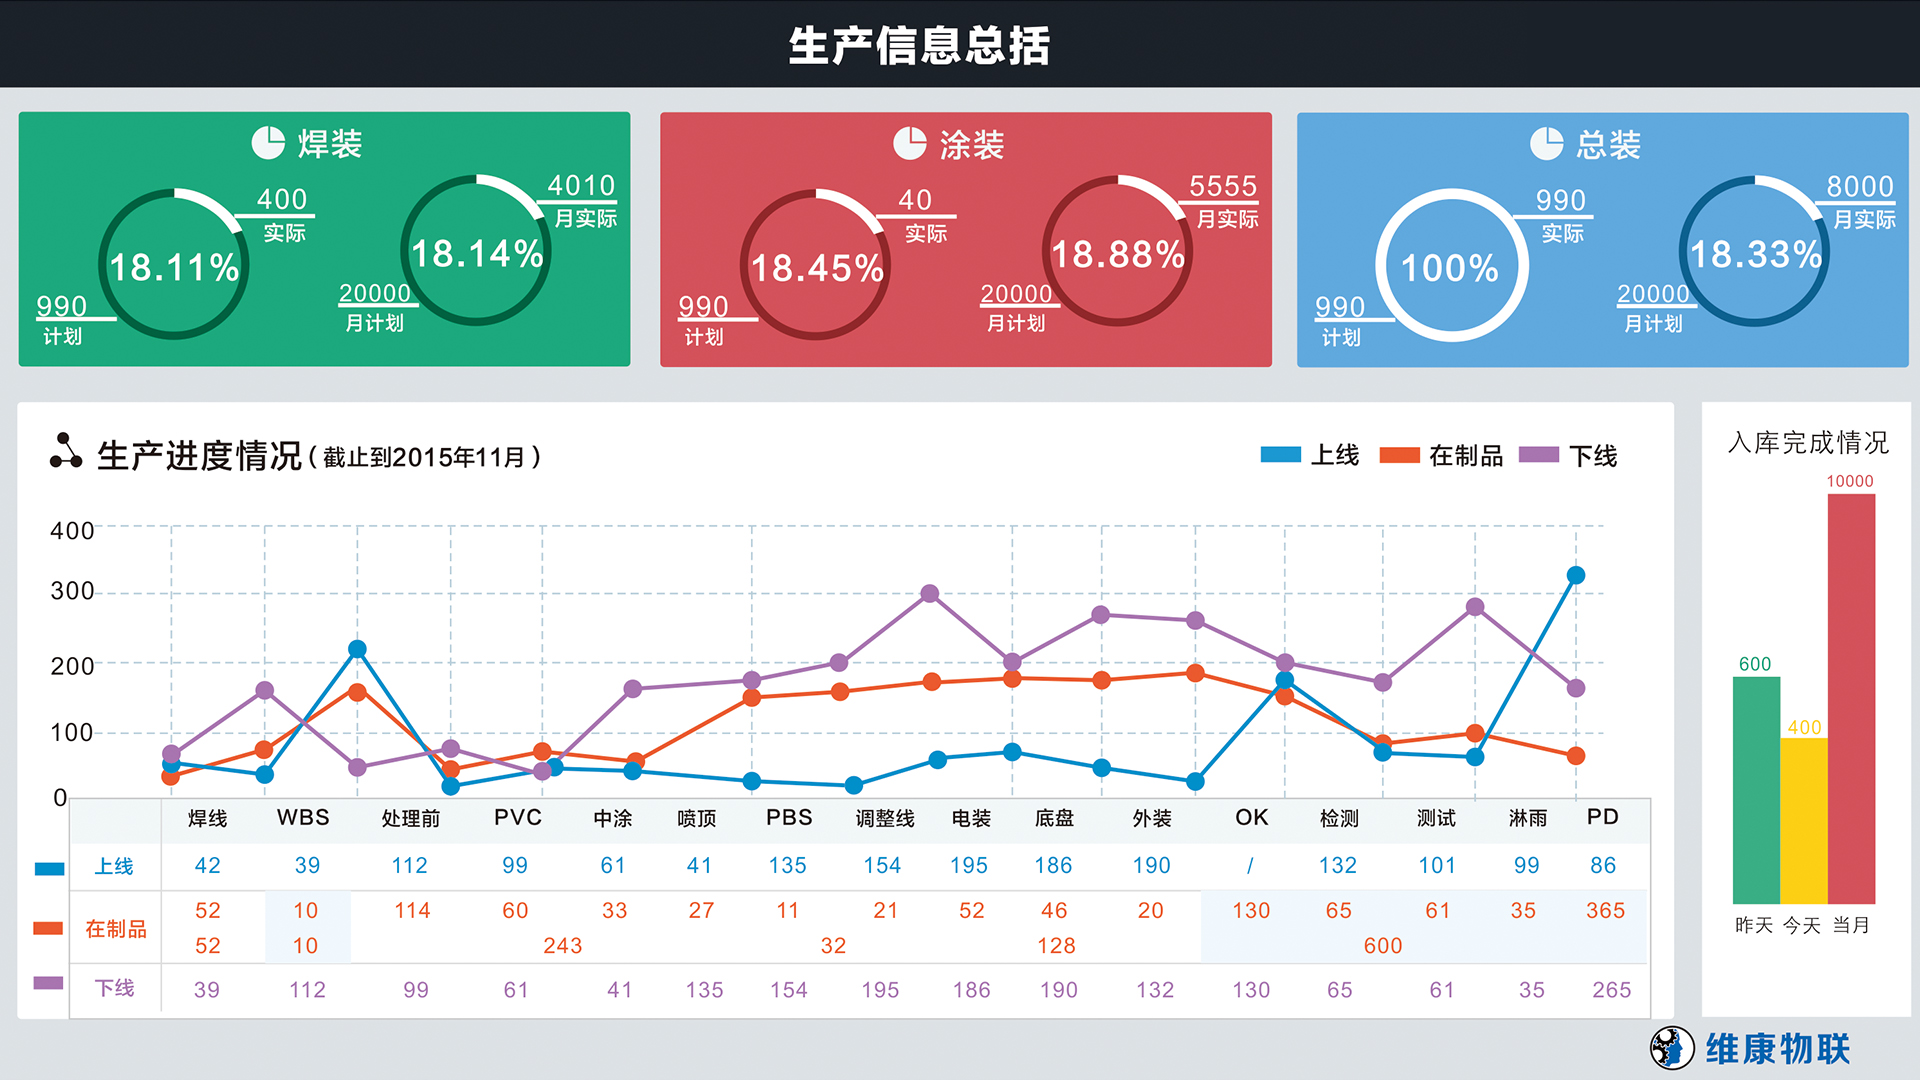 生产信息总括
焊装
400
实际
18.11%
990
计划
4010
月实际
18.14%
20000
月计划
涂装
40
实际
18.45%
990
计划
5555
月实际
18.88%
20000
月计划
总装
990
实际
100%
990
计划
8000
月实际
18.33%
20000
月计划
生产进度情况(截止到2015年11月)
上线 在制品 下线
400
300
200
100
0
焊线 WBS 处理前 PVC 中涂 喷顶 PBS 调整线 电装 底盘 外装 OK 检测 测试 淋雨 PD
上线 42 39 112 99 61 41 135 154 195 186 190 / 132 101 99 86
在制品
52 10 114 60 33 27 11 21 52 46 20 130 65 61 35 365
52 10 243 32 128 600
下线 39 112 99 61 41 135 154 195 186 190 132 130 65 61 35 265
入库完成情况
10000
600
400
昨天 今天 当月
维康物联